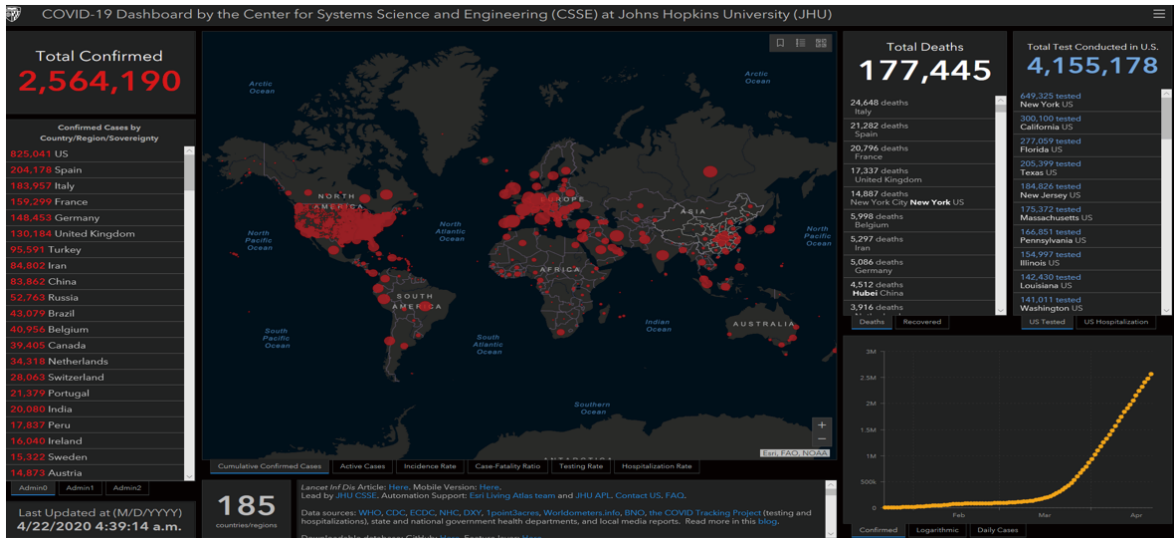 COVID-19 Dashboard by the Center for Systems Science and Engineering (CSSE) at Johns Hopkins University (JHU)
Total Confirmed
2,564,190
Confirmed Cases by
Country/Region/Sovereignty
825,041 US
204,178 Spain
183,957 Italy
159,299 France
148,453 Germany
130,184 United Kingdom
95,591 Turkey
84,802 Iran
83,862 China
52,763 Russia
43,079 Brazil
40,956 Belgium
39,405 Canada
34,318 Netherlands
28,063 Switzerland
21,379 Portugal
20,080 India
17,837 Peru
16,040 Ireland
15,322 Sweden
14,873 Austria
Admin0 Admin1 Admin2
Last Updated at (M/D/YYYY)
4/22/2020 4:39:14 a.m.
Arctic
Ocean
Arctic
Ocean
NORTH
AMERICA
EUROPE
ASIA
North
Pacific
Ocean
North
Atlantic
Ocean
North
Pacific
Ocean
AFRICA
SOUTH
AMERICA
South
Pacific
Ocean
South
Atlantic
Ocean
Indian
Ocean
AUSTRALIA
Southern
Ocean
ANTARCTICA
+
−
Esri, FAO, NOAA
Cumulative Confirmed Cases Active Cases Incidence Rate Case-Fatality Ratio Testing Rate Hospitalization Rate
185
countries/regions
Lancet Inf Dis Article: Here. Mobile Version: Here.
Lead by JHU CSSE. Automation Support: Esri Living Atlas team and JHU APL. Contact US. FAQ.
Data sources: WHO, CDC, ECDC, NHC, DXY, 1point3acres, Worldometers.info, BNO, the COVID Tracking Project (testing and
hospitalizations), state and national government health departments, and local media reports. Read more in this blog.
Total Deaths
177,445
24,648 deaths
Italy
21,282 deaths
Spain
20,796 deaths
France
17,337 deaths
United Kingdom
14,887 deaths
New York City New York US
5,998 deaths
Belgium
5,297 deaths
Iran
5,086 deaths
Germany
4,512 deaths
Hubei China
3,916 deaths
Deaths Recovered
Total Test Conducted in U.S.
4,155,178
649,325 tested
New York US
300,100 tested
California US
277,059 tested
Florida US
205,399 tested
Texas US
184,826 tested
New Jersey US
175,372 tested
Massachusetts US
166,851 tested
Pennsylvania US
154,997 tested
Illinois US
142,430 tested
Louisiana US
141,011 tested
Washington US
US Tested US Hospitalization
3M
2.5M
2M
1.5M
1M
500k
0
Feb Mar Apr
Confirmed Logarithmic Daily Cases